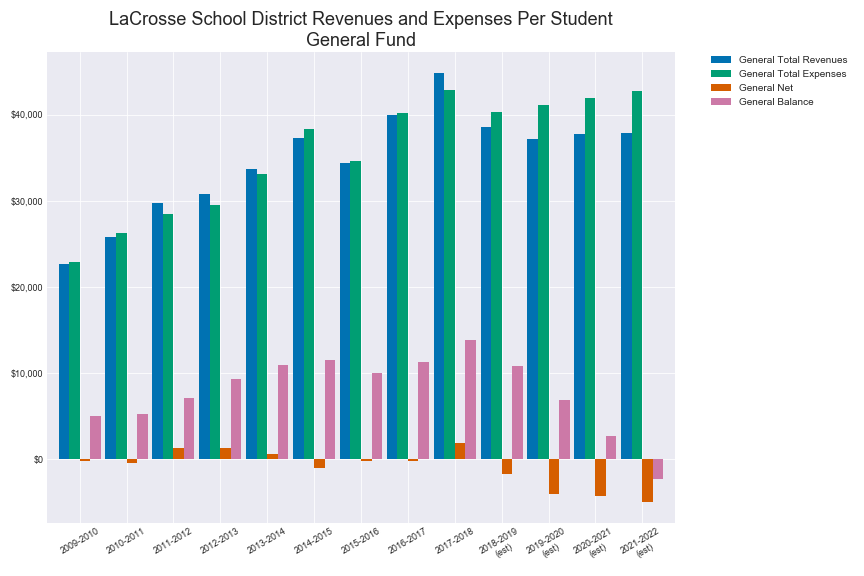 LaCrosse School District Revenues and Expenses Per Student
General Fund
General Total Revenues
General Total Expenses
General Net
General Balance
$40,000
$30,000
$20,000
$10,000
$0
2009-2010
2010-2011
2011-2012
2012-2013
2013-2014
2014-2015
2015-2016
2016-2017
2017-2018
2018-2019
(est)
2019-2020
(est)
2020-2021
(est)
2021-2022
(est)